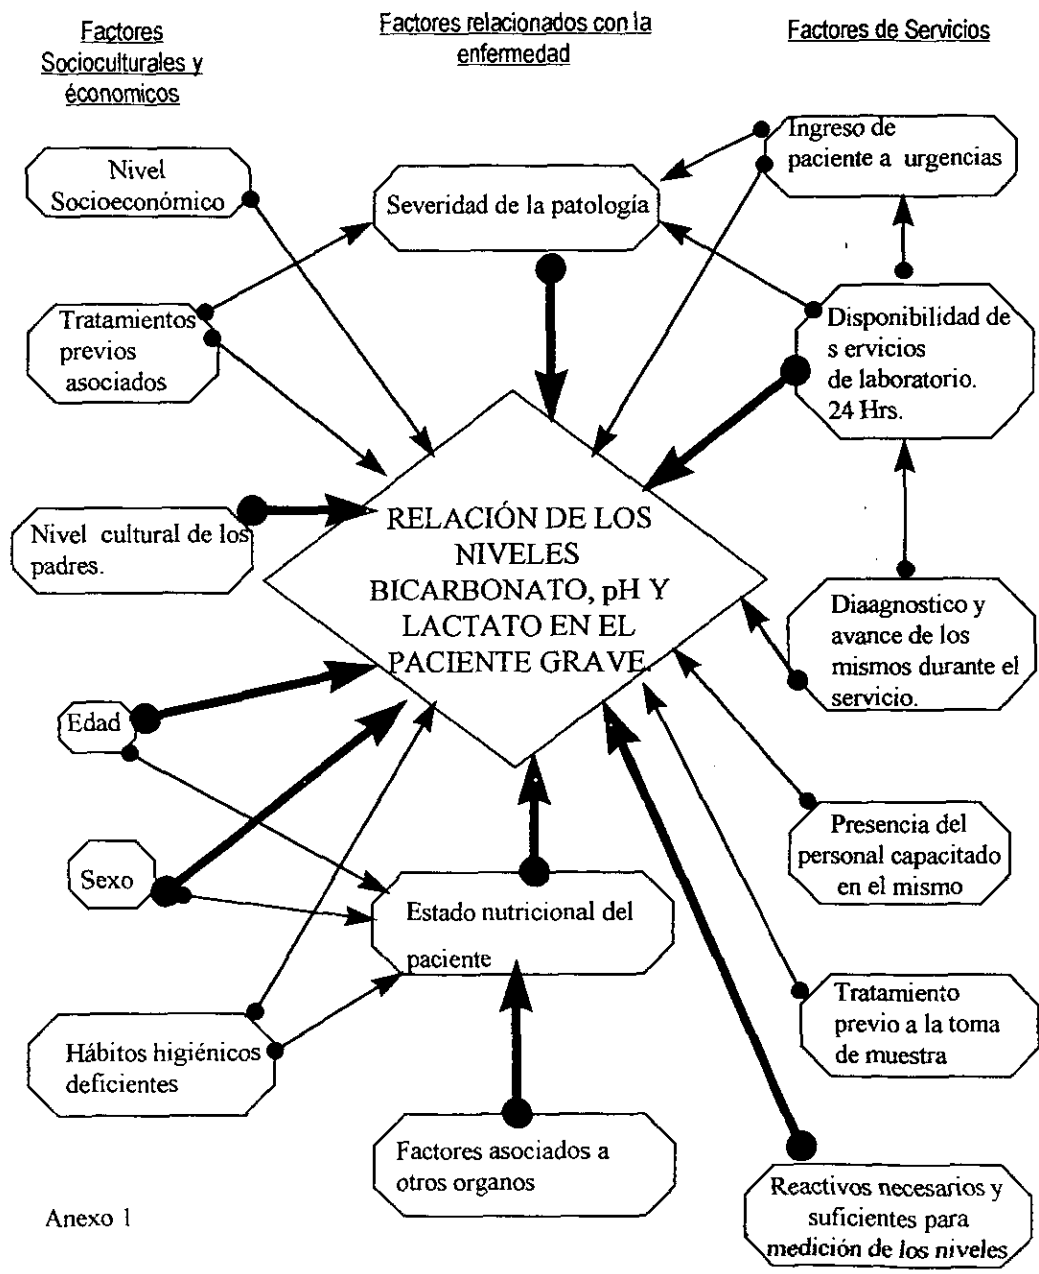 Factores
Socioculturales y
économicos
Factores relacionados con la
enfermedad
Factores de Servicios
Nivel
Socioeconómico
Severidad de la patología
Ingreso de
paciente a urgencias
Tratamientos
previos
asociados
Disponibilidad de
s ervicios
de laboratorio.
24 Hrs.
Nivel cultural de los
padres.
RELACIÓN DE LOS
NIVELES
BICARBONATO, pH Y
LACTATO EN EL
PACIENTE GRAVE.
Diaagnostico y
avance de los
mismos durante el
servicio.
Edad
Sexo
Presencia del
personal capacitado
en el mismo
Estado nutricional del
paciente
Tratamiento
previo a la toma
de muestra
Hábitos higiénicos
deficientes
Factores asociados a
otros organos
Reactivos necesarios y
suficientes para
medición de los niveles
Anexo 1